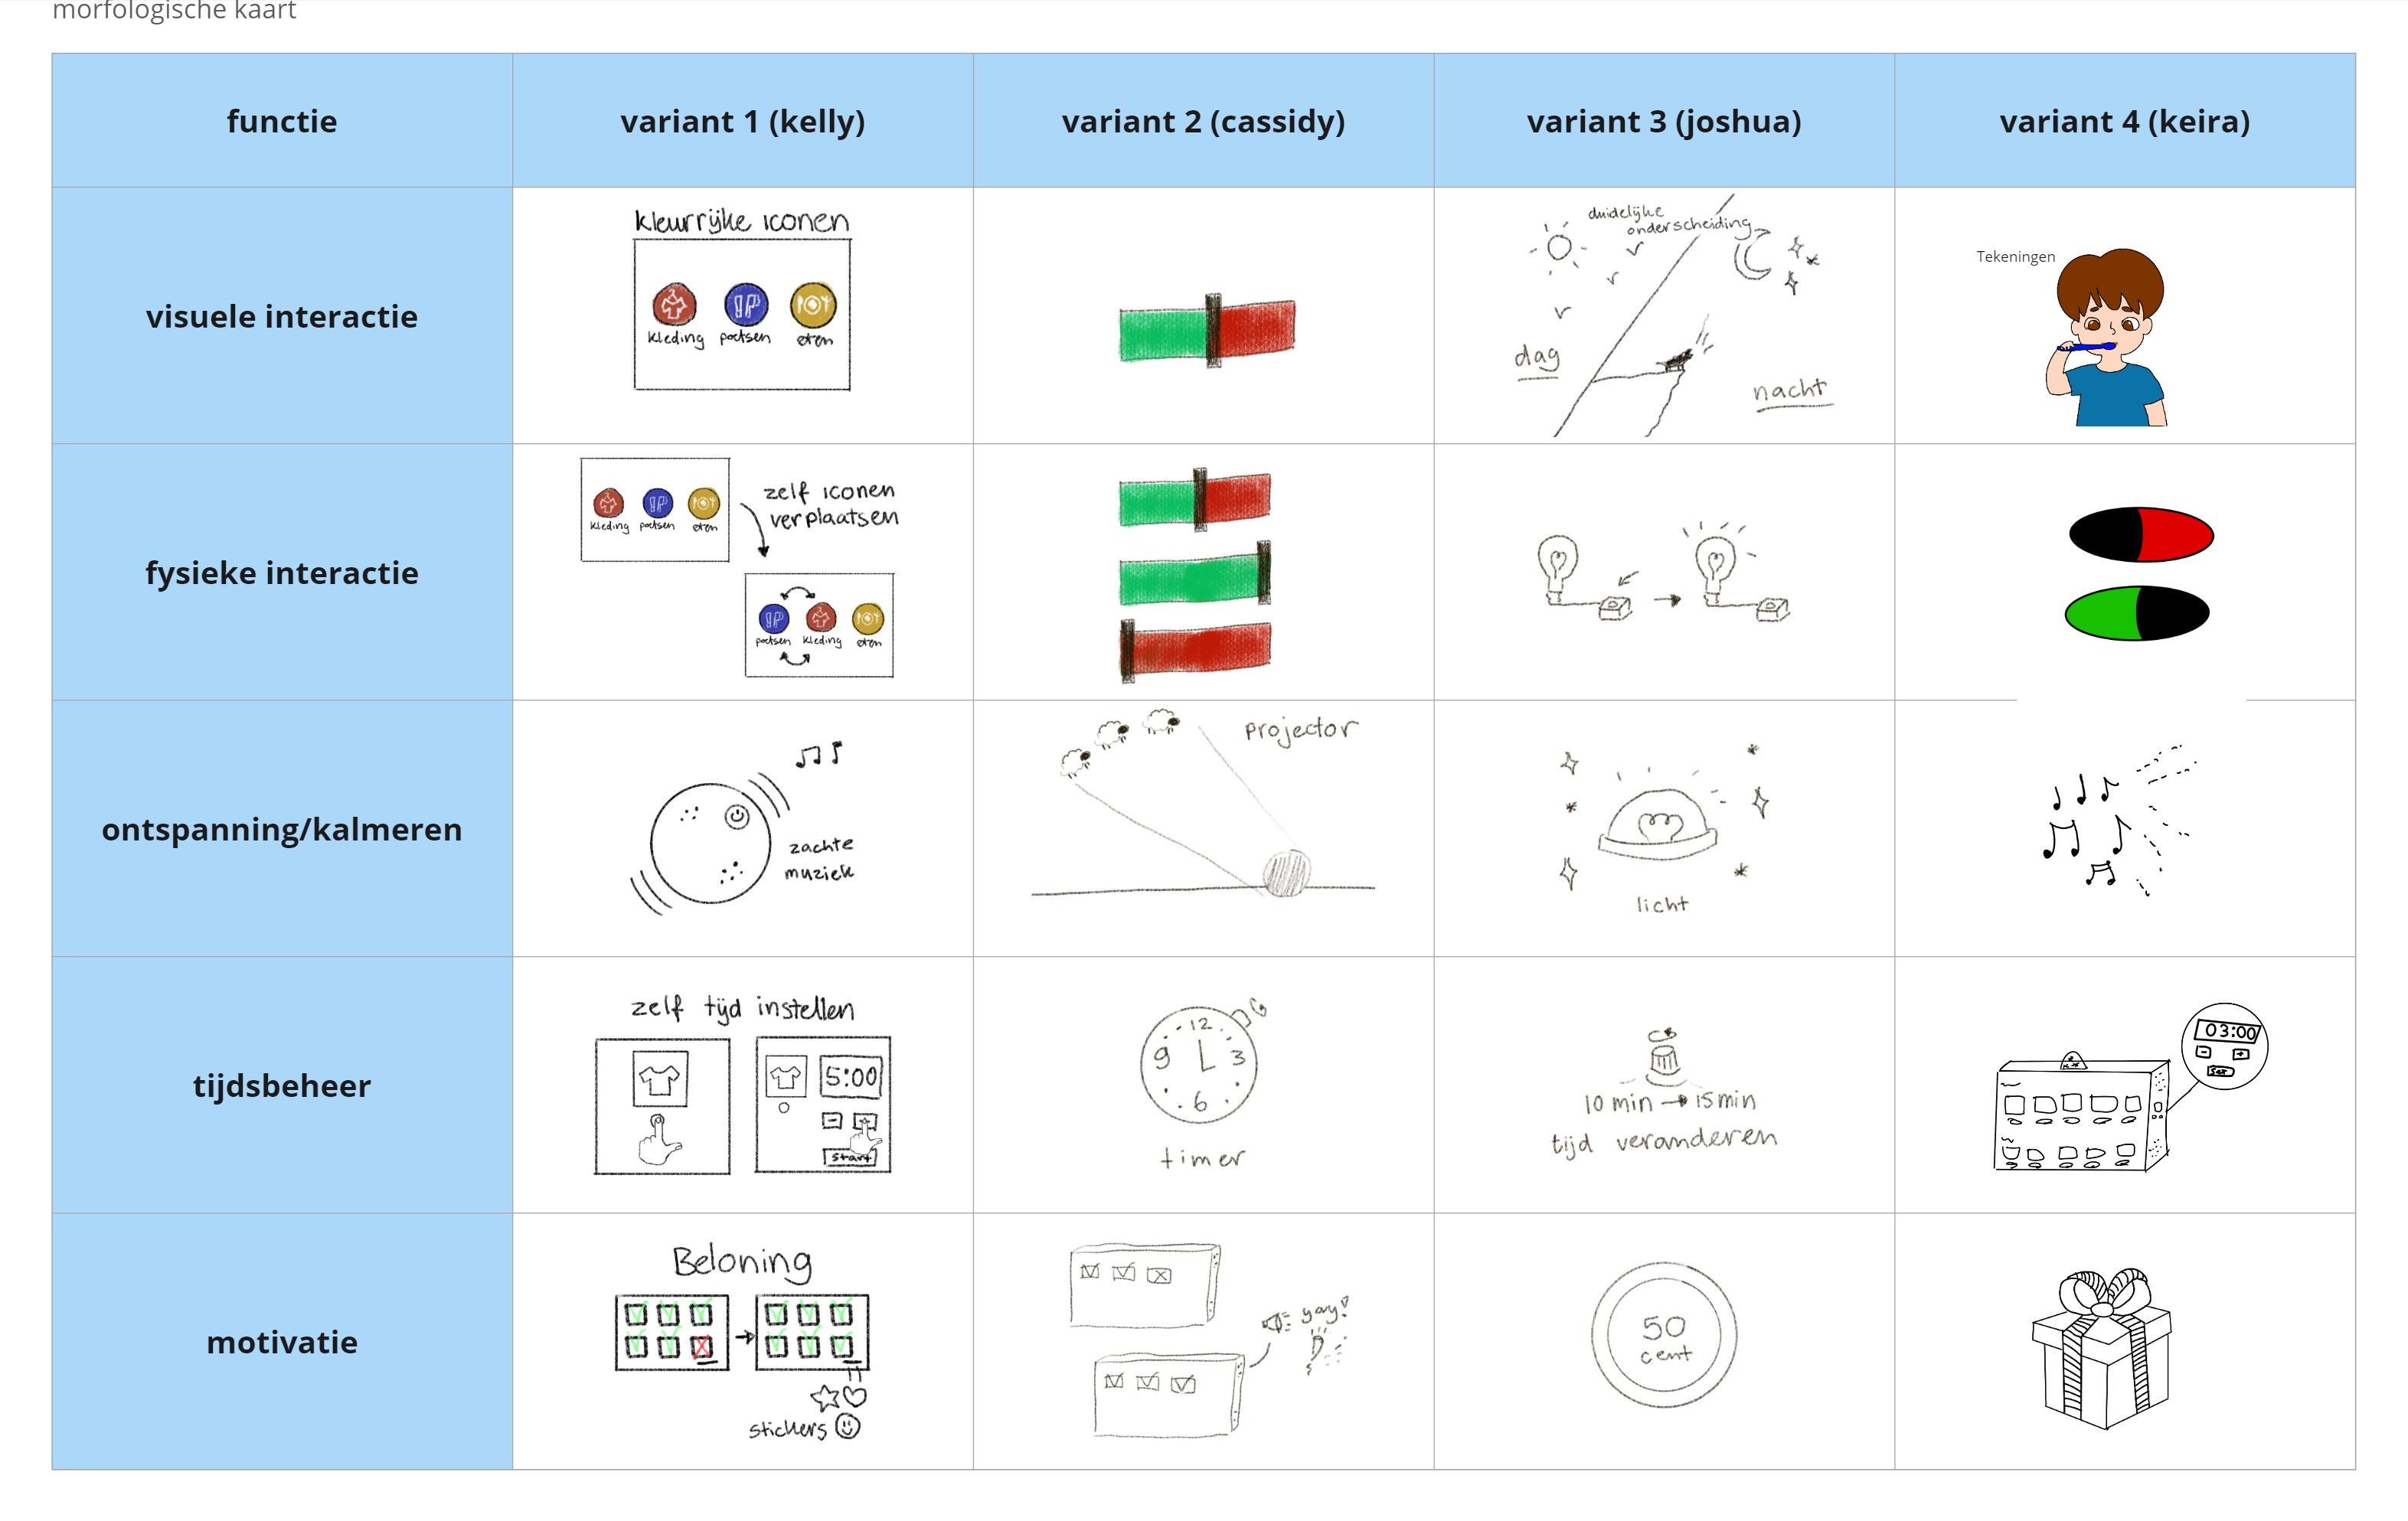 morfologische kaart
functie
variant 1 (kelly)
variant 2 (cassidy)
variant 3 (joshua)
variant 4 (keira)
visuele interactie
kleurrijke iconen
kleding poetsen eten
duidelijke
onderscheiding
dag
nacht
Tekeningen
fysieke interactie
kleding poetsen eten
zelf iconen
verplaatsen
poetsen kleding eten
ontspanning/kalmeren
zachte
muziek
projector
licht
tijdsbeheer
zelf tijd instellen
5:00
- +
start
12
9 3
6
timer
10 min → 15 min
tijd veranderen
03:00
- +
Set
motivatie
Beloning
stickers
yay!
50
cent